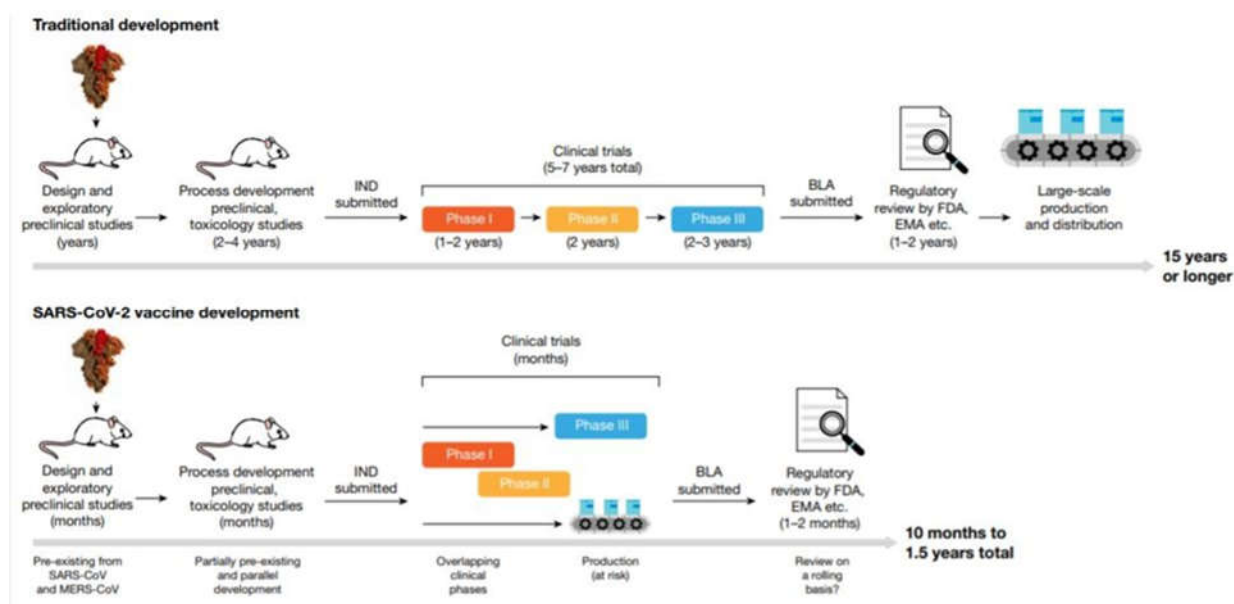 Traditional development
Clinical trials
(5–7 years total)
Design and
exploratory
preclinical studies
(years)
Process development
preclinical,
toxicology studies
(2–4 years)
IND
submitted
Phase I
(1–2 years)
Phase II
(2 years)
Phase III
(2–3 years)
BLA
submitted
Regulatory
review by FDA,
EMA etc.
(1–2 years)
Large-scale
production
and distribution
15 years
or longer
SARS-CoV-2 vaccine development
Clinical trials
(months)
Design and
exploratory
preclinical studies
(months)
Process development
preclinical,
toxicology studies
(months)
IND
submitted
Phase III
Phase I
Phase II
BLA
submitted
Regulatory
review by FDA,
EMA etc.
(1–2 months)
10 months to
1.5 years total
Pre-existing from
SARS-CoV
and MERS-CoV
Partially pre-existing
and parallel
development
Overlapping
clinical
phases
Production
(at risk)
Review on
a rolling
basis?